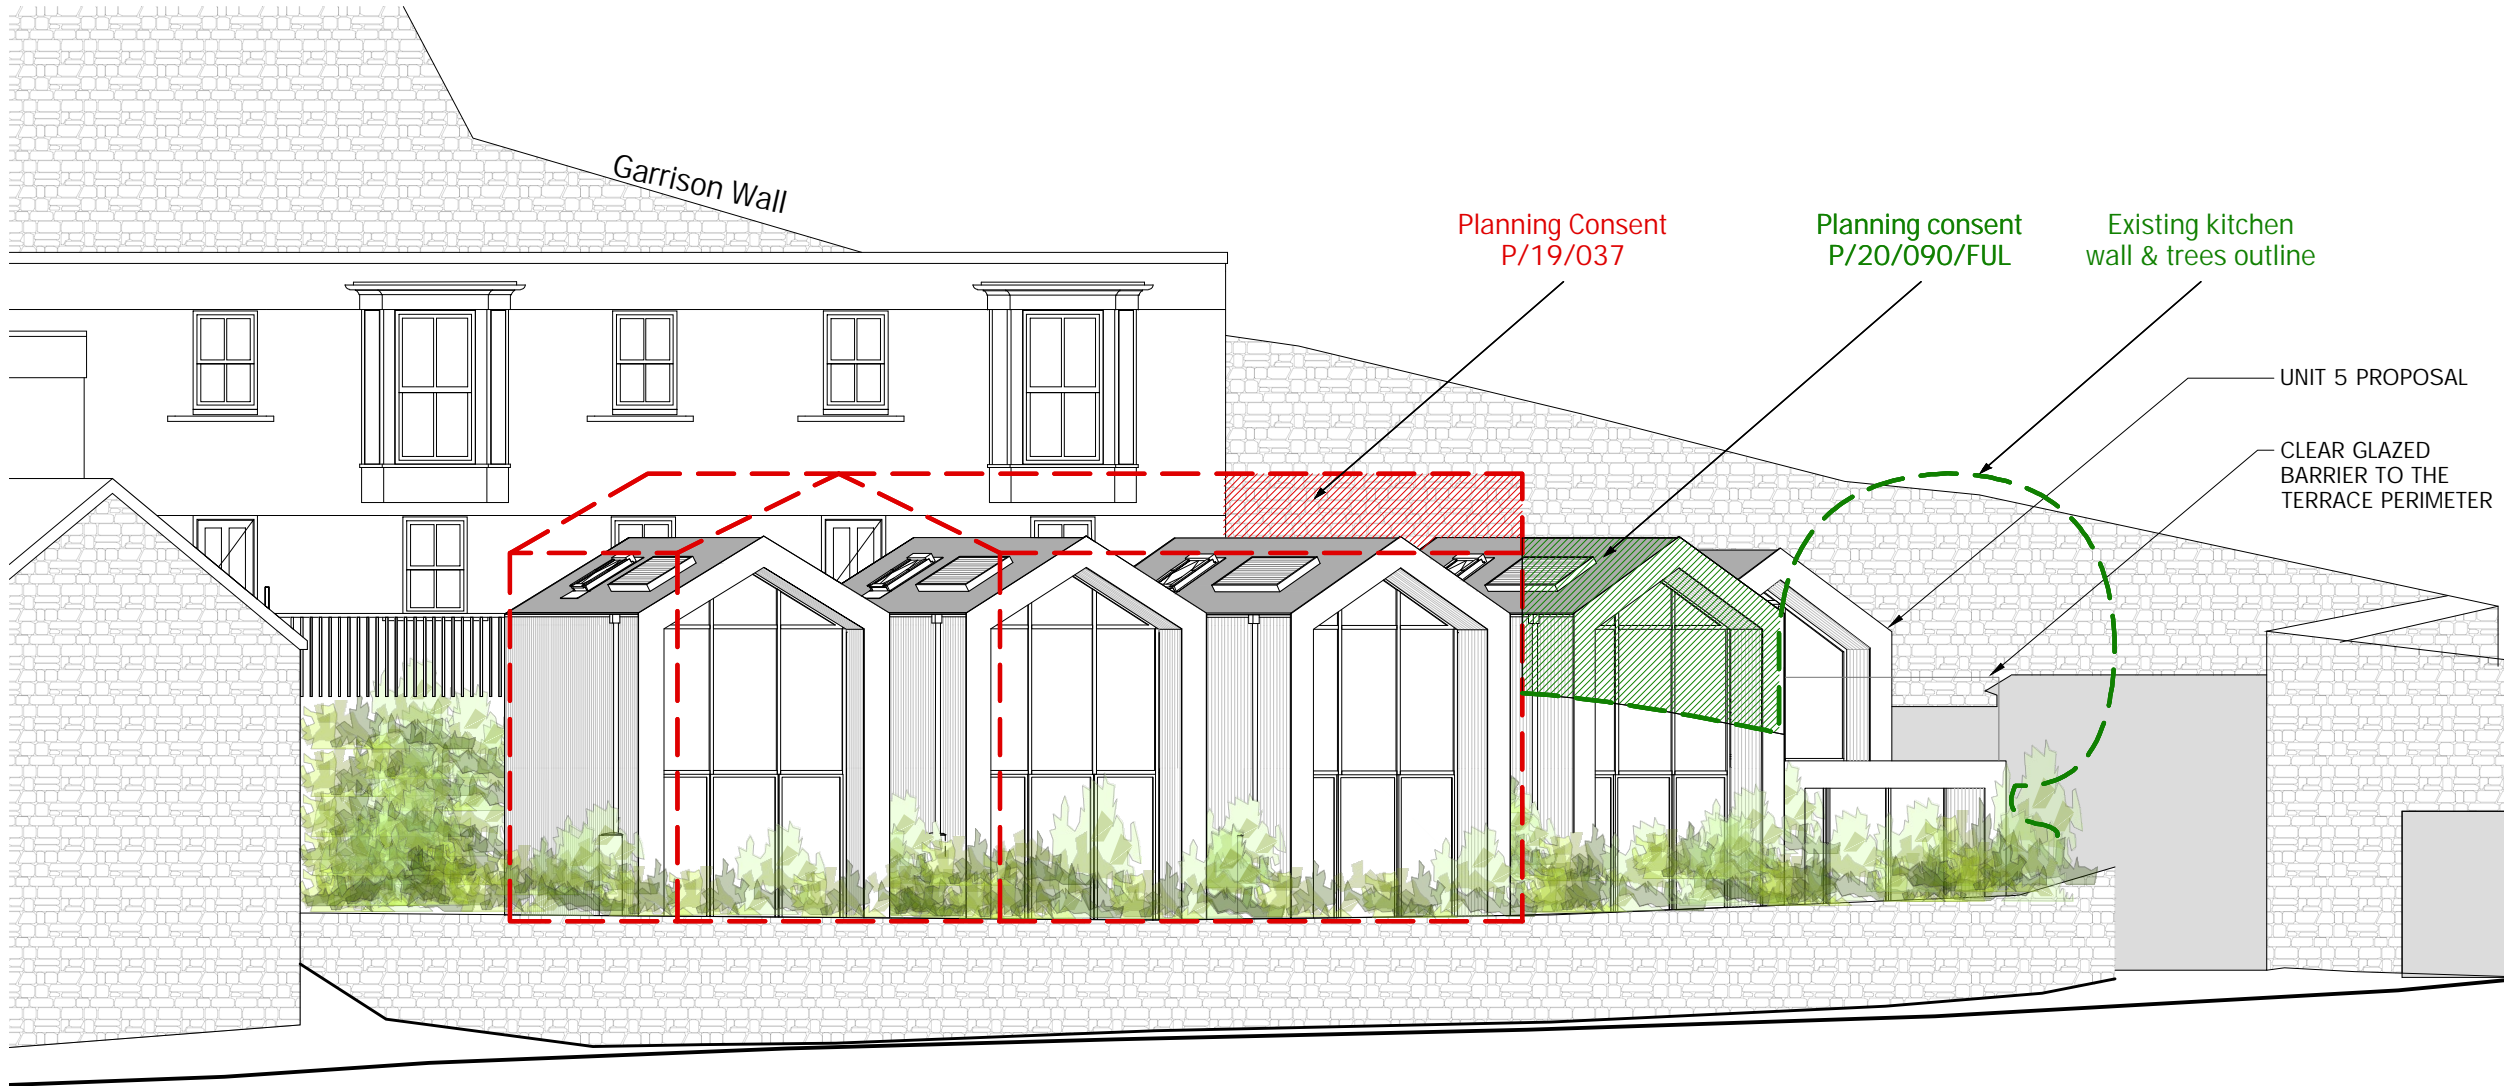 Garrison Wall
Planning Consent
P/19/037
Planning consent
P/20/090/FUL
Existing kitchen
wall & trees outline
UNIT 5 PROPOSAL
CLEAR GLAZED
BARRIER TO THE
TERRACE PERIMETER